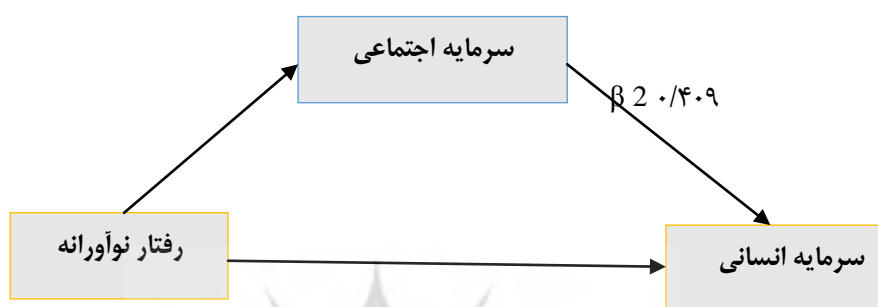 سرمایه اجتماعی
β 2 ۰/۴۰۹
رفتار نوآورانه
سرمایه انسانی